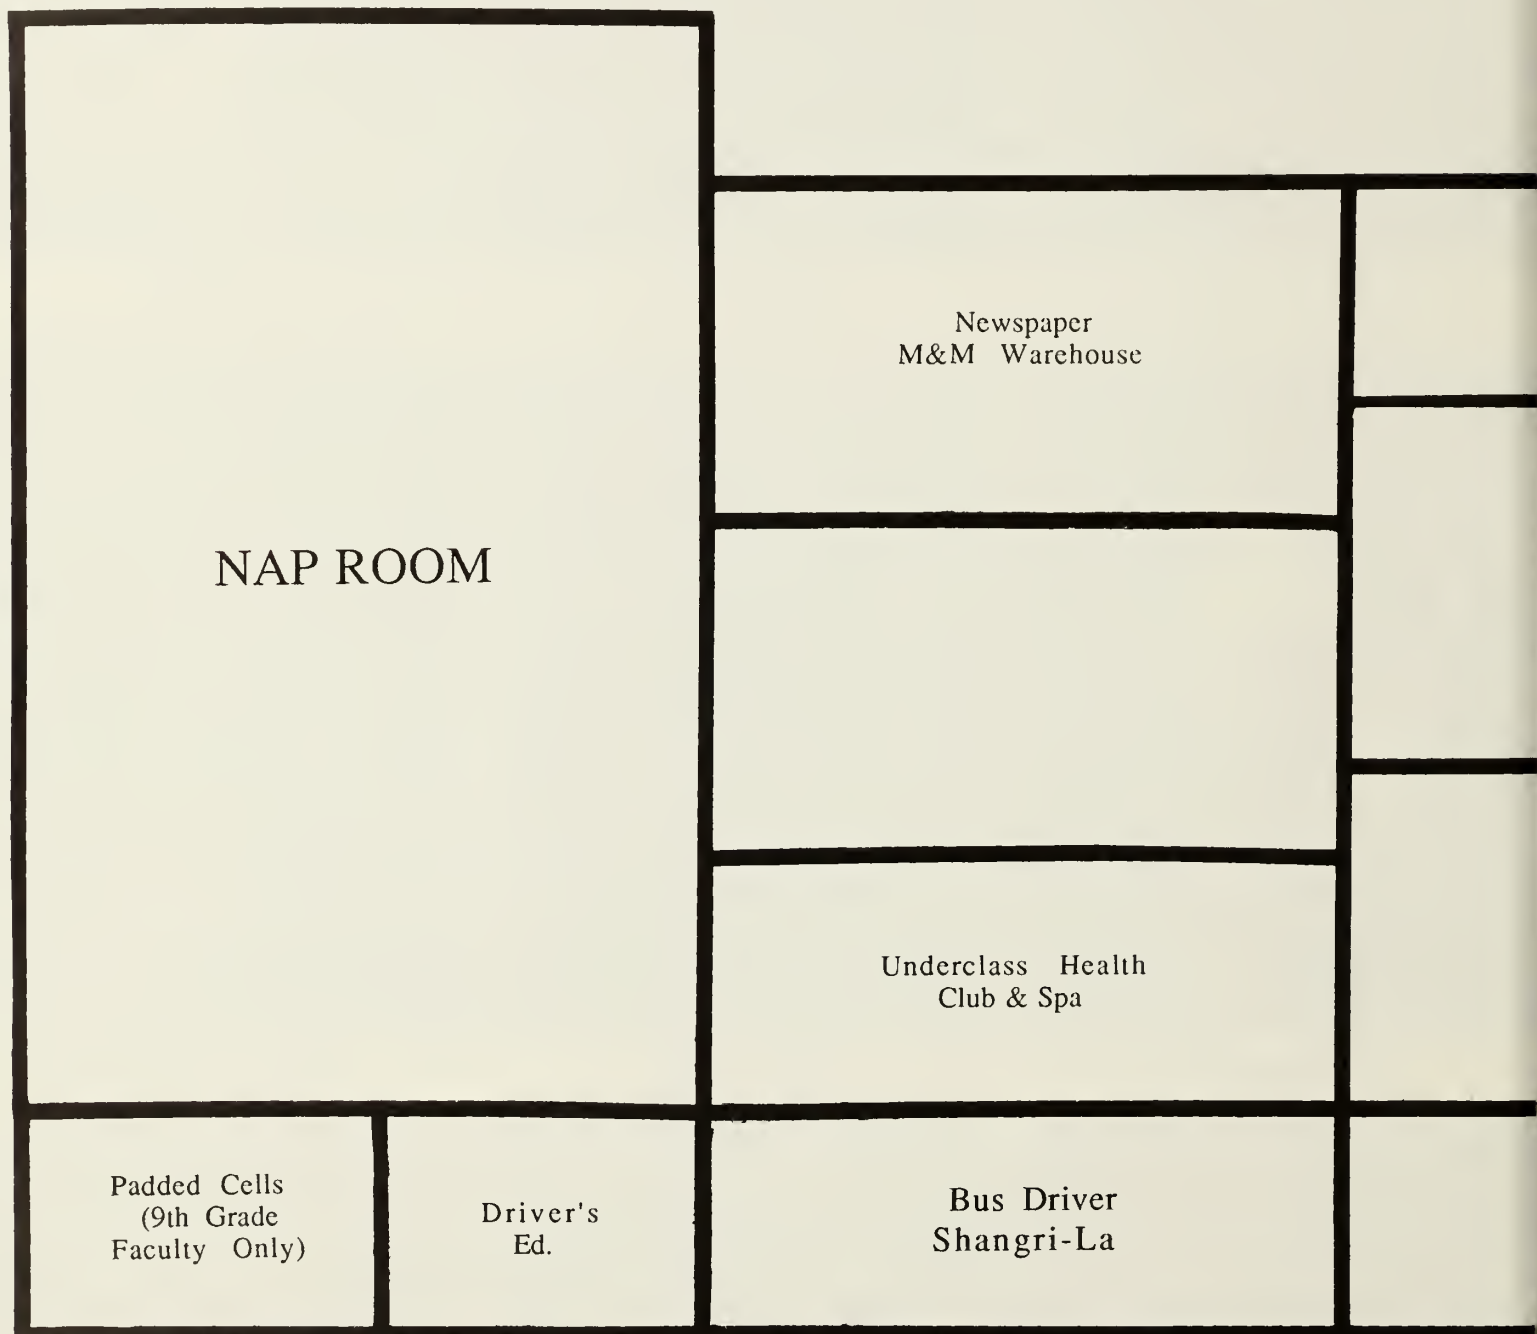 NAP ROOM
Newspaper
M&M Warehouse
Underclass Health
Club & Spa
Padded Cells
(9th Grade
Faculty Only)
Driver's
Ed.
Bus Driver
Shangri-La